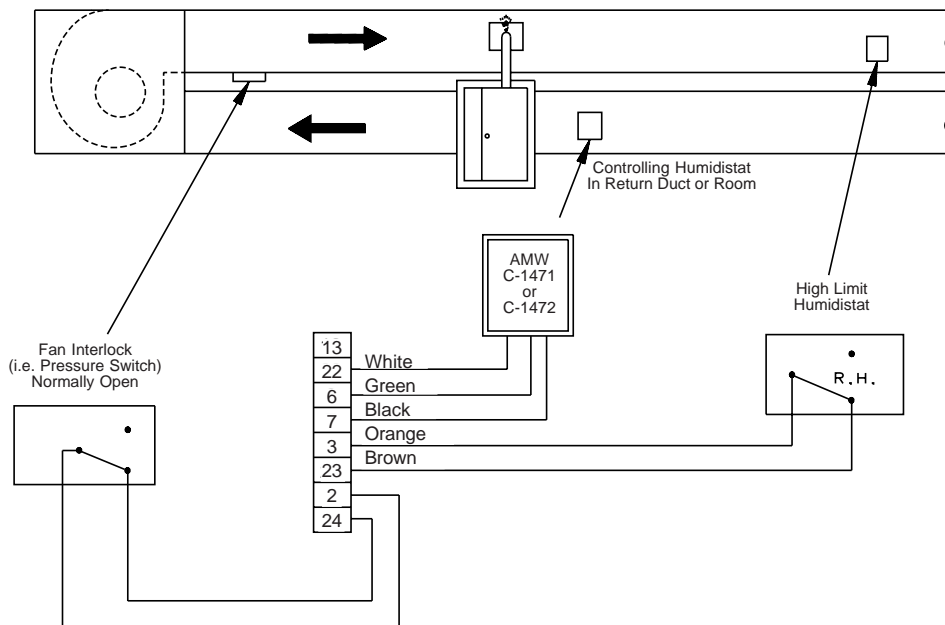 Controlling Humidistat
In Return Duct or Room
AMW
C-1471
or
C-1472
High Limit
Humidistat
Fan Interlock
(i.e. Pressure Switch)
Normally Open
R.H.
13
22 White
6 Green
7 Black
3 Orange
23 Brown
2
24